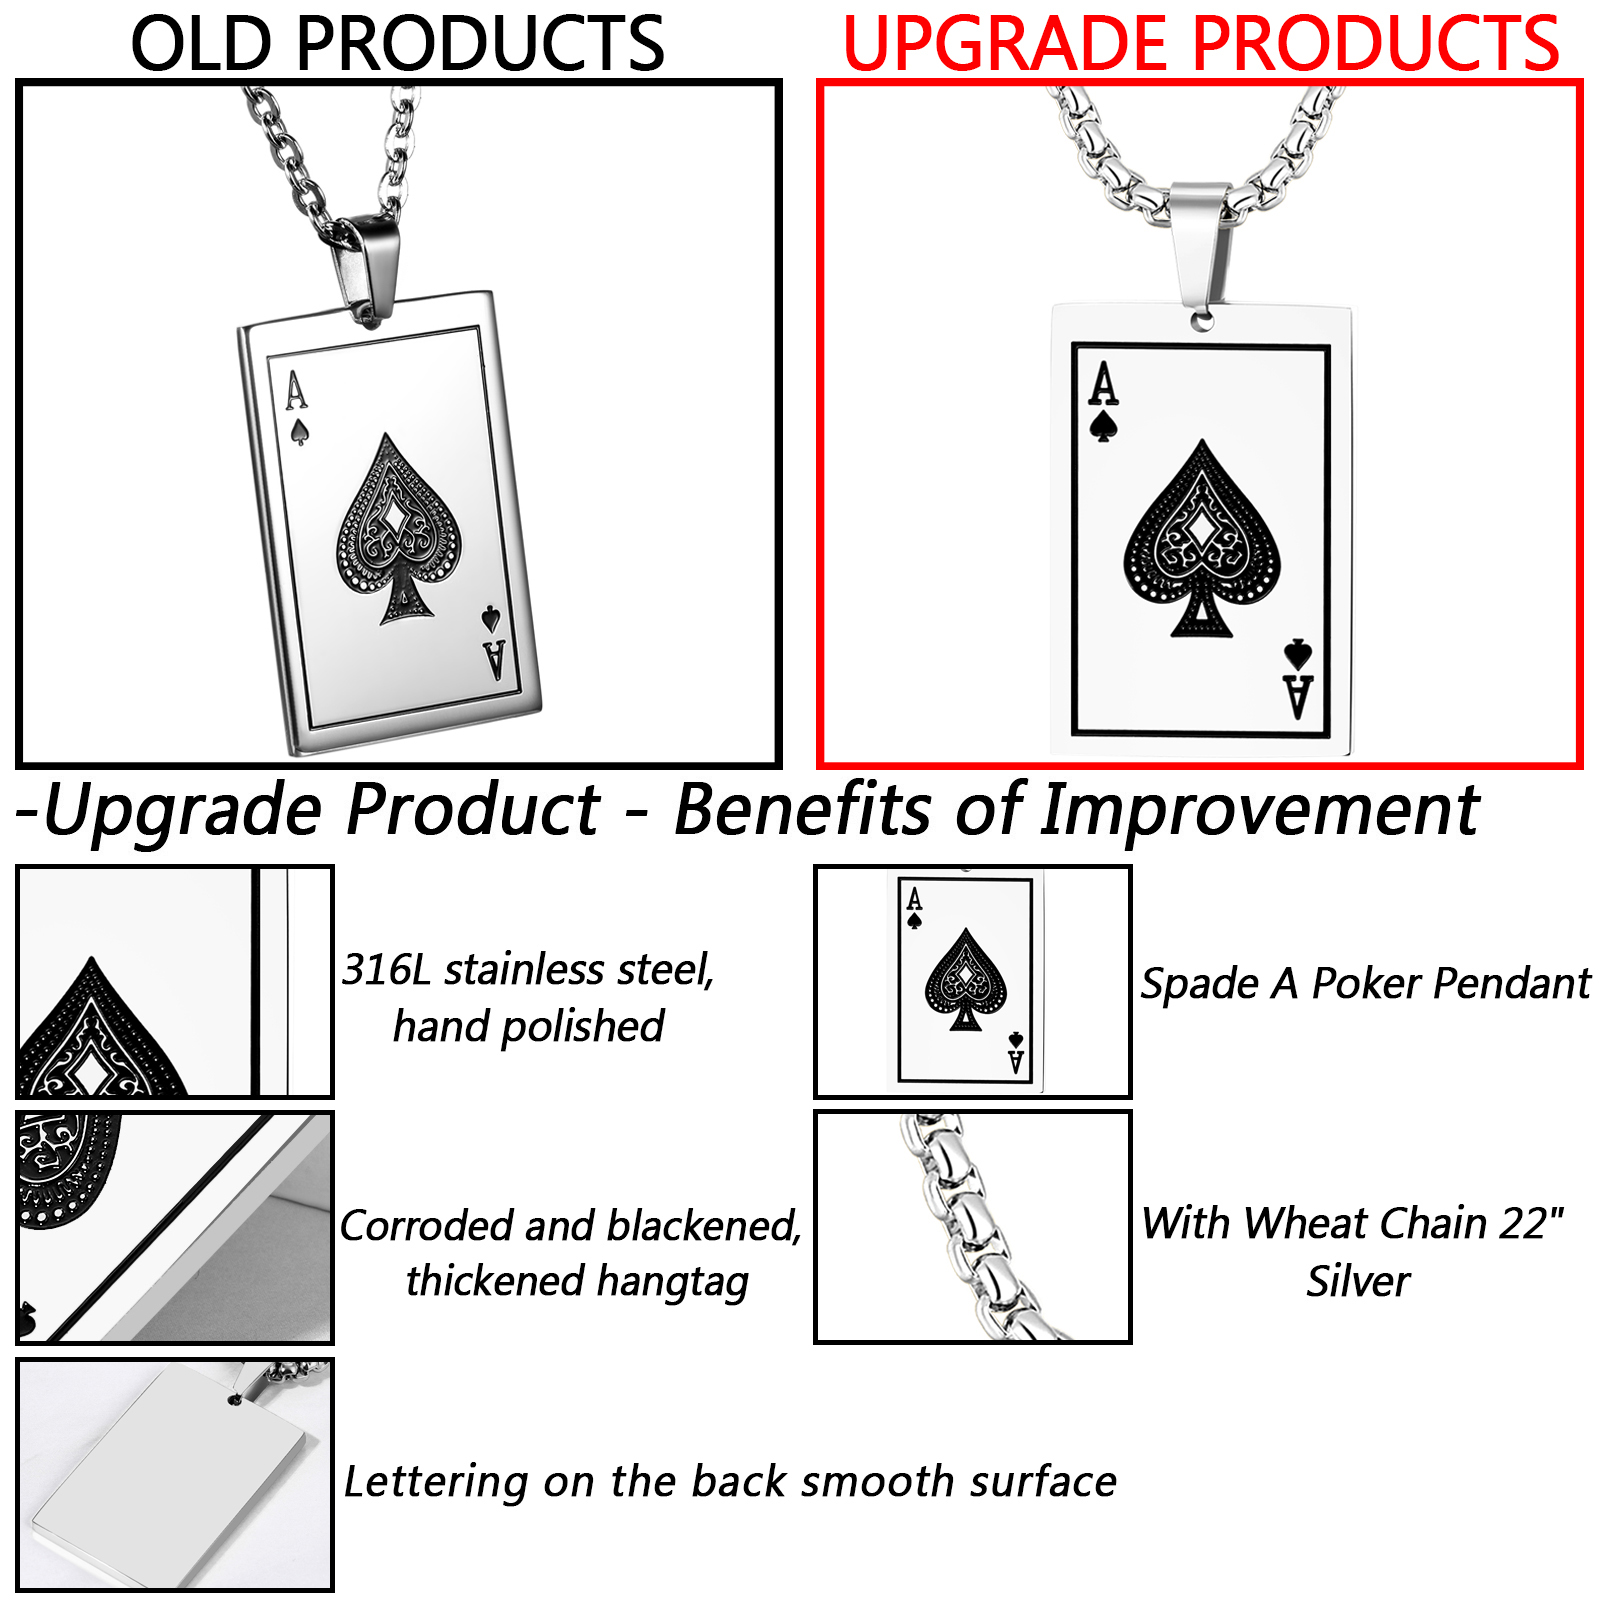 OLD PRODUCTS
UPGRADE PRODUCTS
A
A
A
A
-Upgrade Product - Benefits of Improvement
316L stainless steel,
hand polished
A
A
Spade A Poker Pendant
Corroded and blackened,
thickened hangtag
With Wheat Chain 22"
Silver
Lettering on the back smooth surface